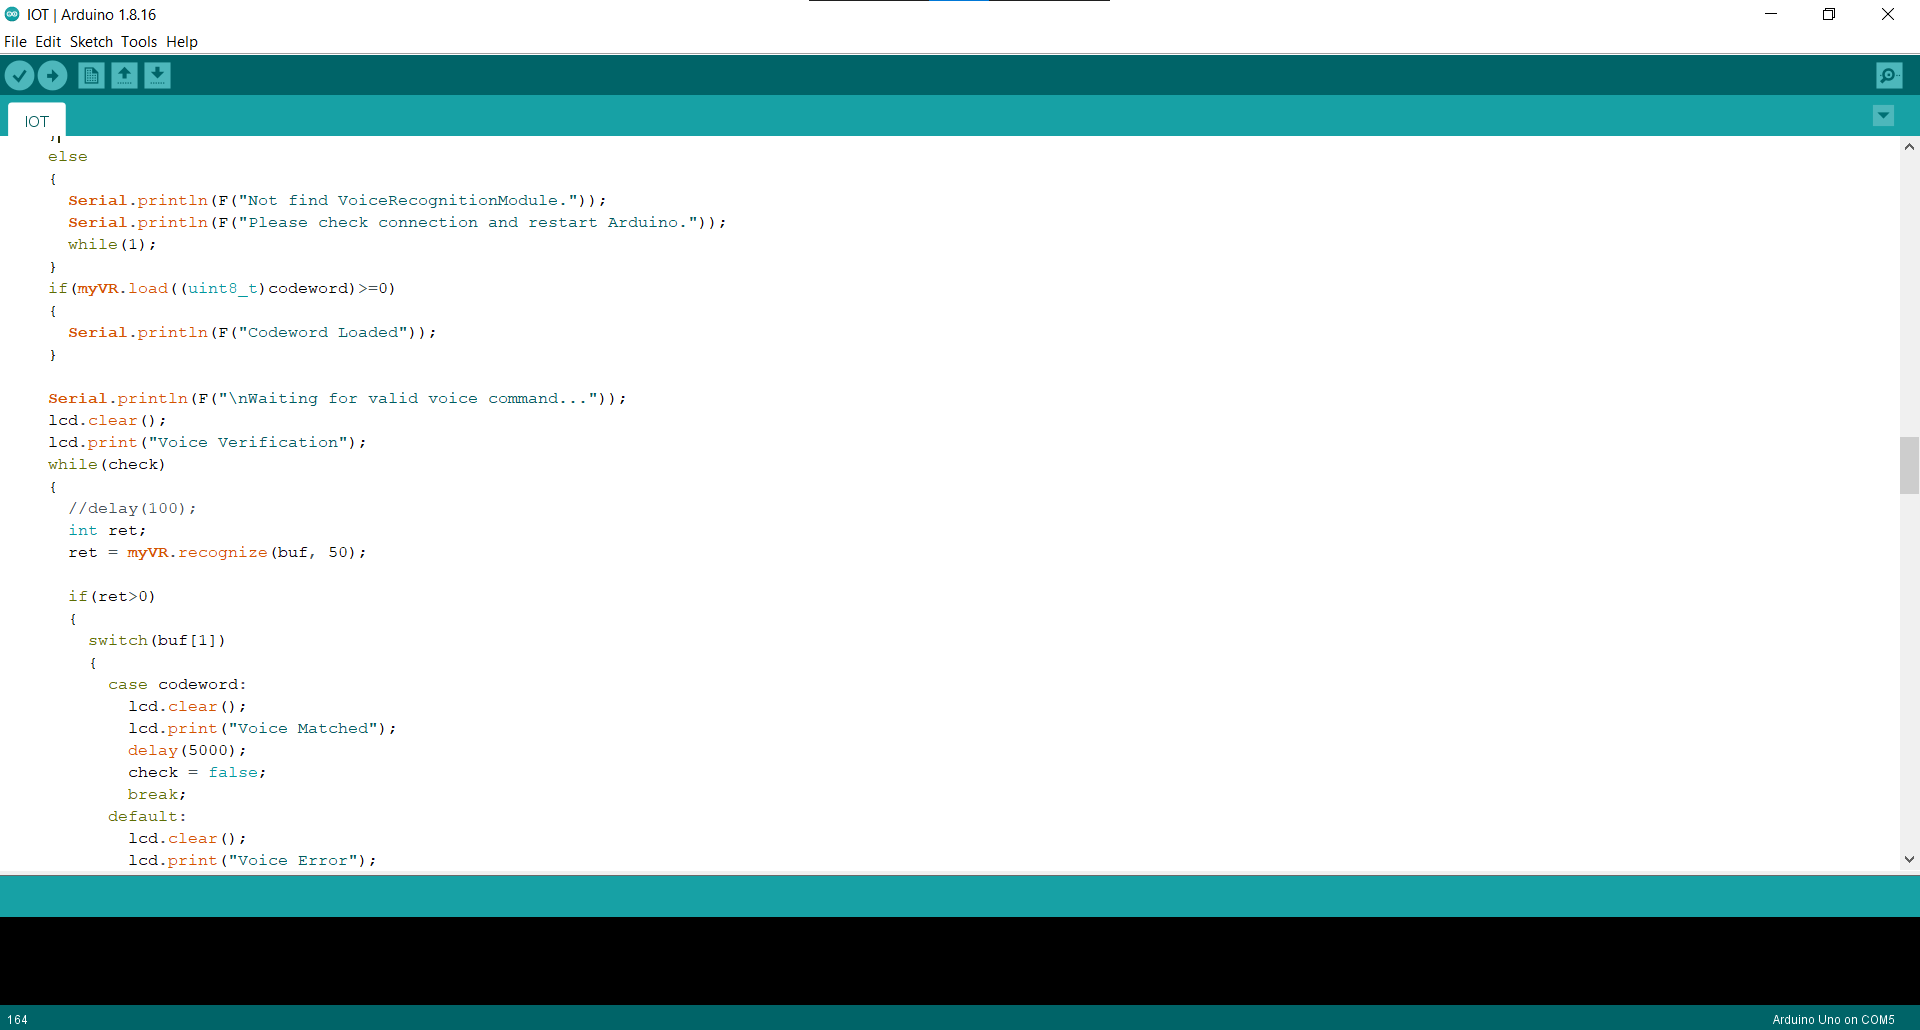 IOT | Arduino 1.8.16
File Edit Sketch Tools Help
IOT
else
{
Serial.println(F("Not find VoiceRecognitionModule."));
Serial.println(F("Please check connection and restart Arduino."));
while(1);
}
if(myVR.load((uint8_t)codeword)>=0)
{
Serial.println(F("Codeword Loaded"));
}
Serial.println(F("\nWaiting for valid voice command..."));
lcd.clear();
lcd.print("Voice Verification");
while(check)
{
//delay(100);
int ret;
ret = myVR.recognize(buf, 50);
if(ret>0)
{
switch(buf[1])
{
case codeword:
lcd.clear();
lcd.print("Voice Matched");
delay(5000);
check = false;
break;
default:
lcd.clear();
lcd.print("Voice Error");
164
Arduino Uno on COM5